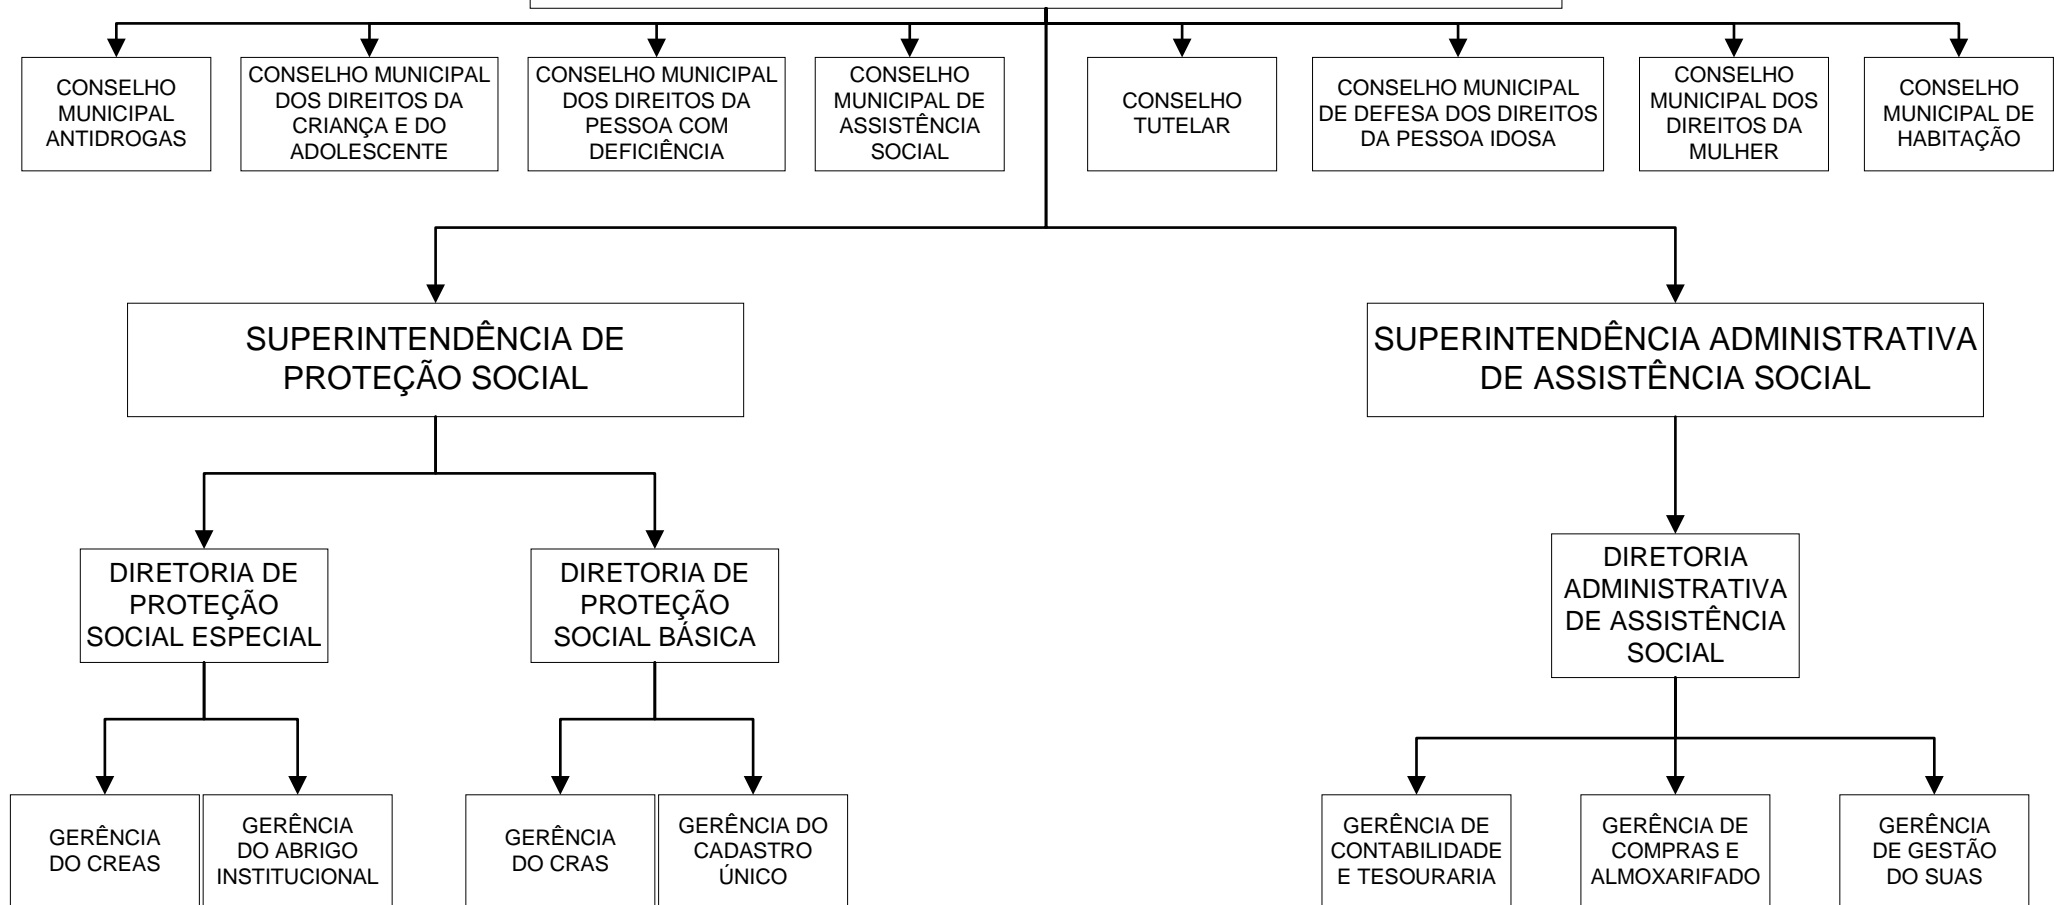 CONSELHO
MUNICIPAL
ANTIDROGAS
CONSELHO MUNICIPAL
DOS DIREITOS DA
CRIANÇA E DO
ADOLESCENTE
CONSELHO MUNICIPAL
DOS DIREITOS DA
PESSOA COM
DEFICIÊNCIA
CONSELHO
MUNICIPAL DE
ASSISTÊNCIA
SOCIAL
CONSELHO
TUTELAR
CONSELHO MUNICIPAL
DE DEFESA DOS DIREITOS
DA PESSOA IDOSA
CONSELHO
MUNICIPAL DOS
DIREITOS DA
MULHER
CONSELHO
MUNICIPAL DE
HABITAÇÃO
SUPERINTENDÊNCIA DE
PROTEÇÃO SOCIAL
SUPERINTENDÊNCIA ADMINISTRATIVA
DE ASSISTÊNCIA SOCIAL
DIRETORIA DE
PROTEÇÃO
SOCIAL ESPECIAL
DIRETORIA DE
PROTEÇÃO
SOCIAL BÁSICA
DIRETORIA
ADMINISTRATIVA
DE ASSISTÊNCIA
SOCIAL
GERÊNCIA
DO CREAS
GERÊNCIA
DO ABRIGO
INSTITUCIONAL
GERÊNCIA
DO CRAS
GERÊNCIA DO
CADASTRO
ÚNICO
GERÊNCIA DE
CONTABILIDADE
E TESOURARIA
GERÊNCIA DE
COMPRAS E
ALMOXARIFADO
GERÊNCIA
DE GESTÃO
DO SUAS